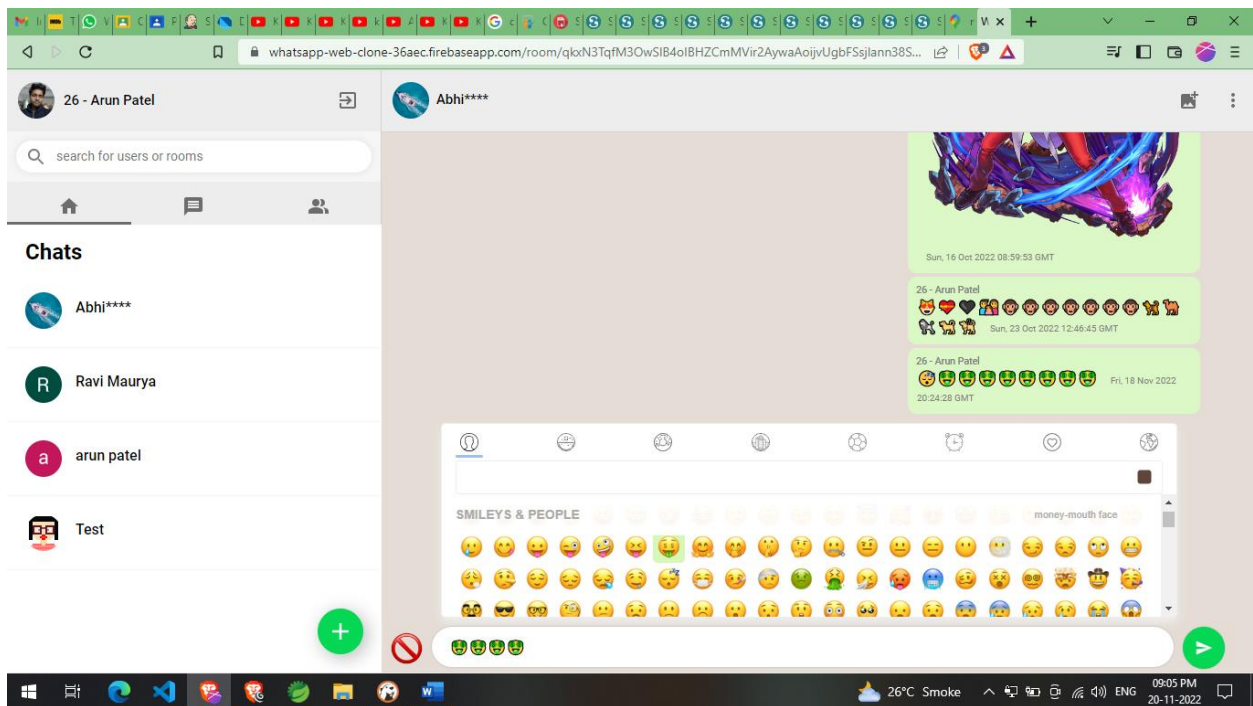 whatsapp-web-clone-36aec.firebaseapp.com/room/qkxN3TqfM3OwSIB4oIBHZCmMVir2AywaAoijvUgbFSsjIann38S...
26 - Arun Patel
Abhi****
search for users or rooms
Chats
Abhi****
Ravi Maurya
arun patel
Test
Sun, 16 Oct 2022 08:59:53 GMT
26 - Arun Patel
Sun, 23 Oct 2022 12:46:45 GMT
26 - Arun Patel
Fri, 18 Nov 2022
20:24:28 GMT
SMILEYS & PEOPLE
money-mouth face
R
a
26°C Smoke
ENG
09:05 PM
20-11-2022